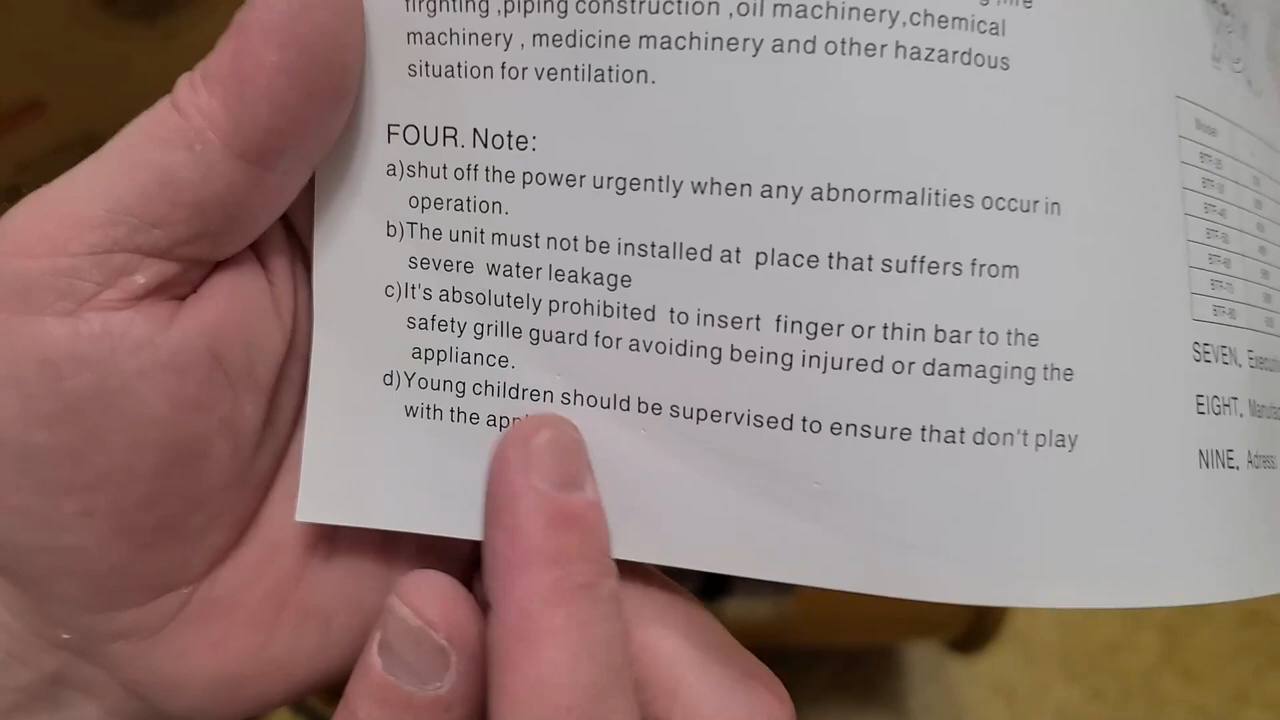 firghting ,piping construction ,oil machinery,chemical
machinery , medicine machinery and other hazardous
situation for ventilation.
FOUR. Note:
a)shut off the power urgently when any abnormalities occur in
operation.
b)The unit must not be installed at place that suffers from
severe water leakage
c)It's absolutely prohibited to insert finger or thin bar to the
safety grille guard for avoiding being injured or damaging the
appliance.
d)Young children should be supervised to ensure that don't play
with the
Model
SEVEN,
EIGHT,
NINE,